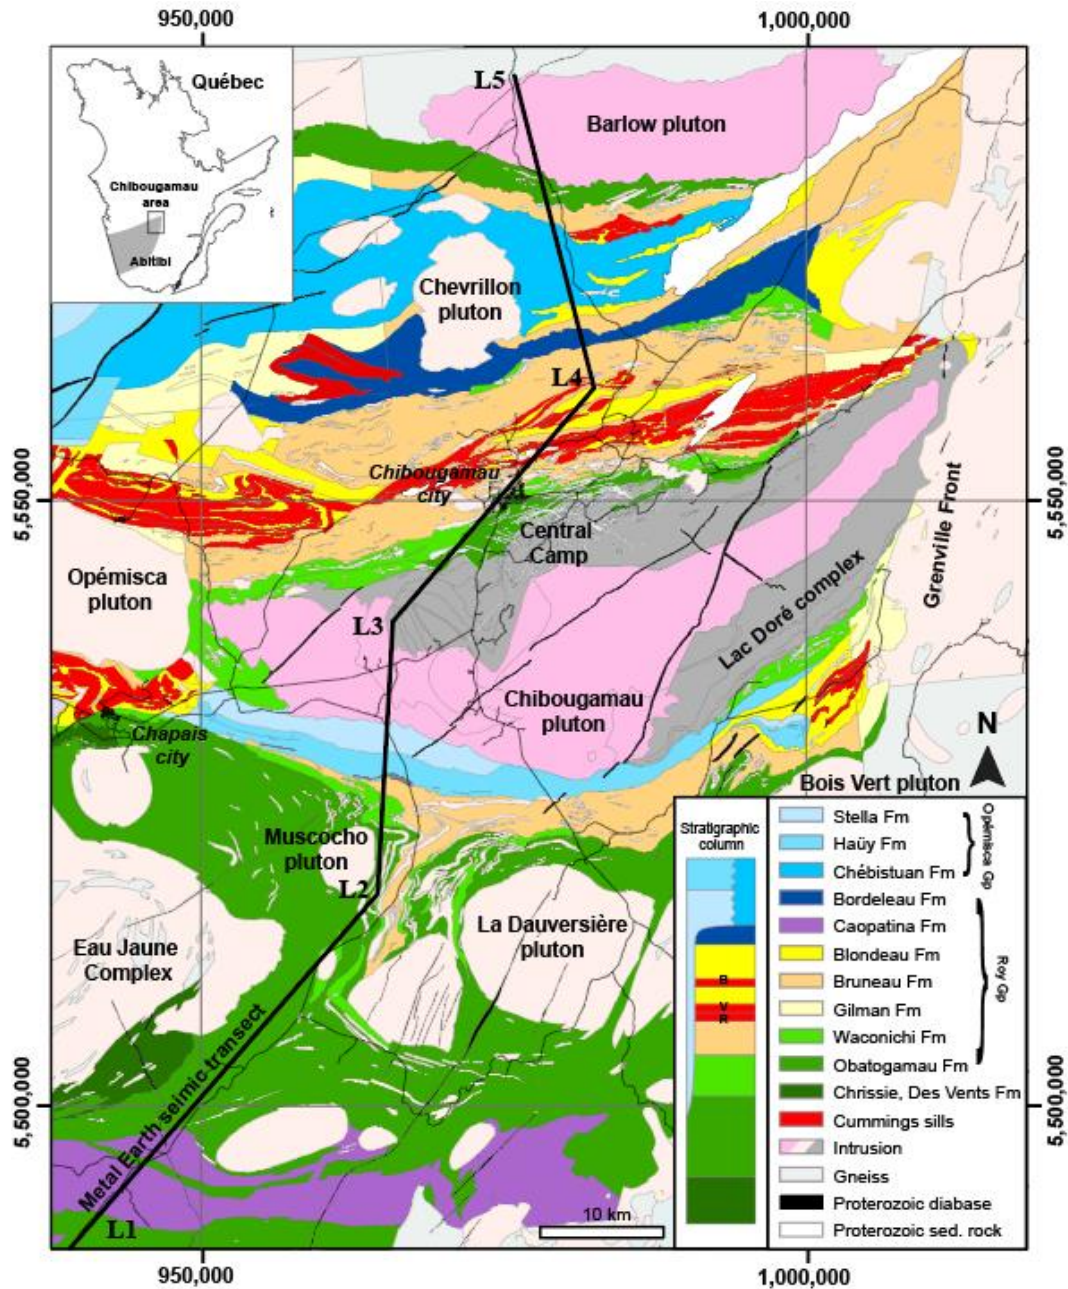 950,000
1,000,000
Québec
Chibougamau
area
Abitibi
L5
Barlow pluton
Chevrillon
pluton
L4
Chibougamau
city
5,550,000
5,550,000
Central
Camp
Opémisca
pluton
Grenville Front
L3
Lac Doré complex
Chibougamau
pluton
Chapais
city
N
Bois Vert pluton
Muscocho
pluton
L2
La Dauversière
pluton
Eau Jaune
Complex
Metal Earth seimic transect
5,500,000
5,500,000
L1
10 km
Stratigraphic
column
B
V
R
Stella Fm
Haüy Fm
Chébistuan Fm
Opémisca Gp
Bordeleau Fm
Caopatina Fm
Blondeau Fm
Bruneau Fm
Gilman Fm
Waconichi Fm
Obatogamau Fm
Roy Gp
Chrissie, Des Vents Fm
Cummings sills
Intrusion
Gneiss
Proterozoic diabase
Proterozoic sed. rock
950,000
1,000,000